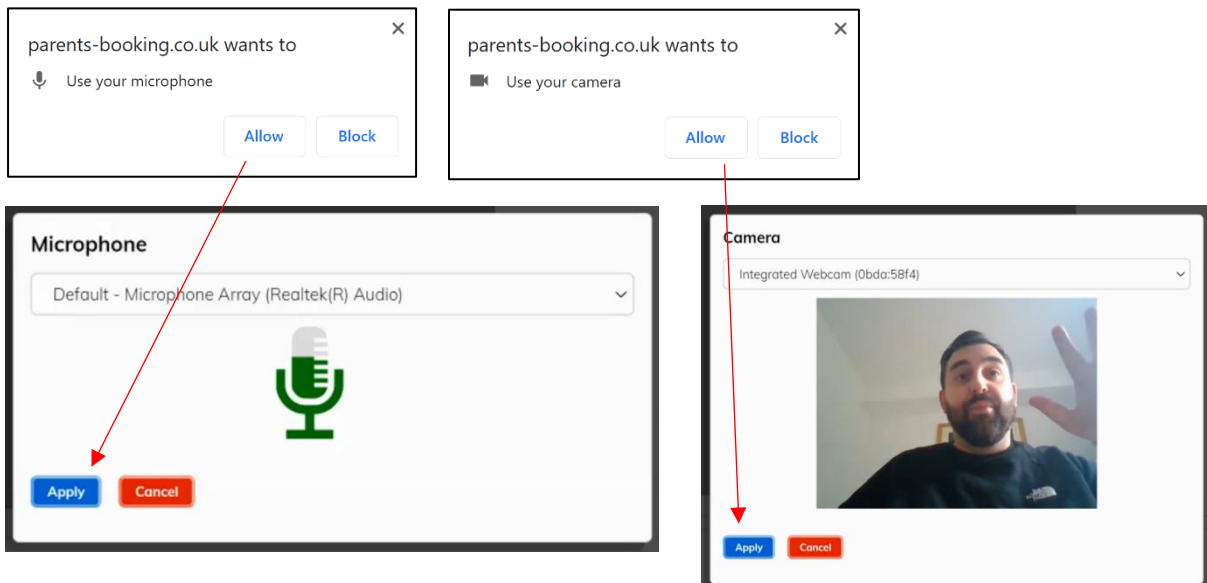 parents-booking.co.uk wants to
Use your microphone
Allow
Block
parents-booking.co.uk wants to
Use your camera
Allow
Block
Microphone
Default - Microphone Array (Realtek(R) Audio)
Apply
Cancel
Camera
Integrated Webcam (0bda:58f4)
Apply
Cancel